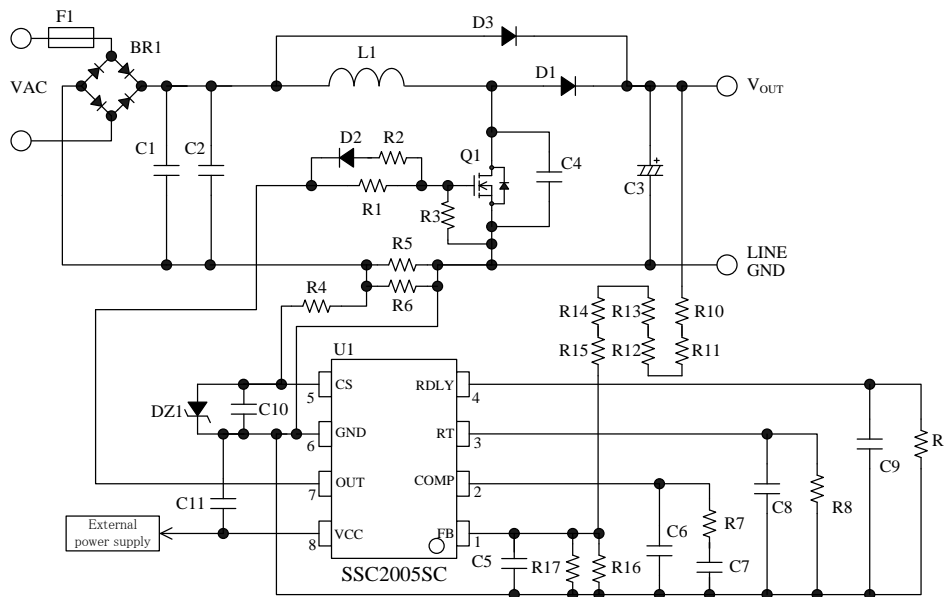 F1
BR1
VAC
D3
L1
D1
V_OUT
C1
C2
D2
R2
R1
Q1
R3
C4
C3
+
R5
R6
R4
LINE
GND
R14
R13
R10
R15
R12
R11
U1
CS
5
RDLY
4
DZ1
C10
GND
6
RT
3
C9
R
OUT
7
COMP
2
C11
C8
R8
External
power supply
VCC
8
FB
1
C5
R17
R16
C6
R7
C7
SSC2005SC